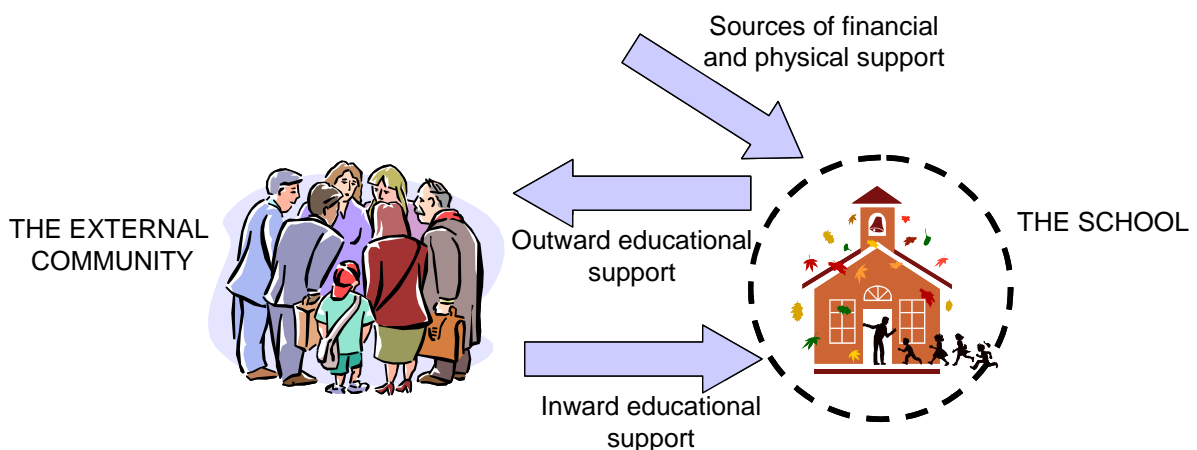 Sources of financial
and physical support
THE EXTERNAL
COMMUNITY
THE SCHOOL
Outward educational
support
Inward educational
support